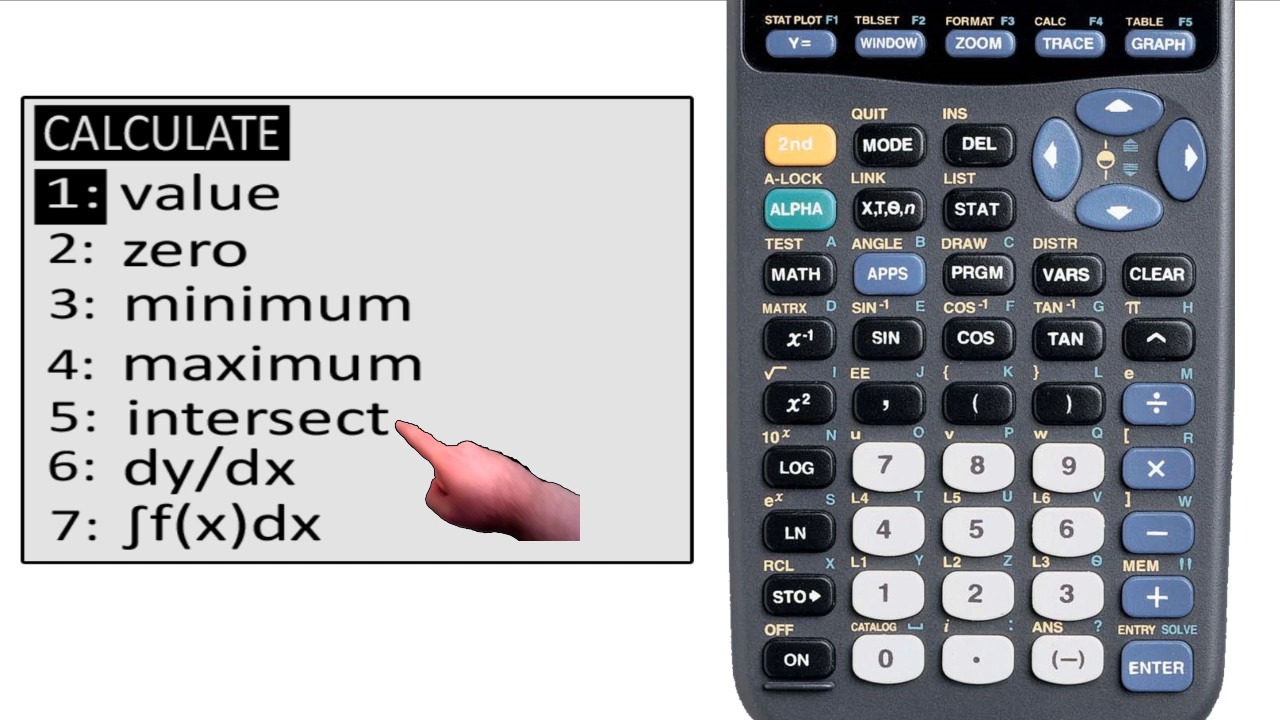 CALCULATE
1: value
2: zero
3: minimum
4: maximum
5: intersect
6: dy/dx
7: ∫f(x)dx
STAT PLOT F1 TBLSET F2 FORMAT F3 CALC F4 TABLE F5
Y= WINDOW ZOOM TRACE GRAPH
QUIT INS
2nd MODE DEL
A-LOCK LINK LIST
ALPHA X,T,Θ,n STAT
TEST A ANGLE B DRAW C DISTR
MATH APPS PRGM VARS CLEAR
MATRX D SIN⁻¹ E COS⁻¹ F TAN⁻¹ G π H
x⁻¹ SIN COS TAN ^
√ I EE J { K } L e M
x² , ( ) ÷
10ˣ N u O v P w Q [ R
LOG 7 8 9 ×
eˣ S L4 T L5 U L6 V ] W
LN 4 5 6 −
RCL X L1 Y L2 Z L3 Θ MEM "
STO▶ 1 2 3 +
OFF CATALOG ⎵ i : ANS ? ENTRY SOLVE
ON 0 . (−) ENTER